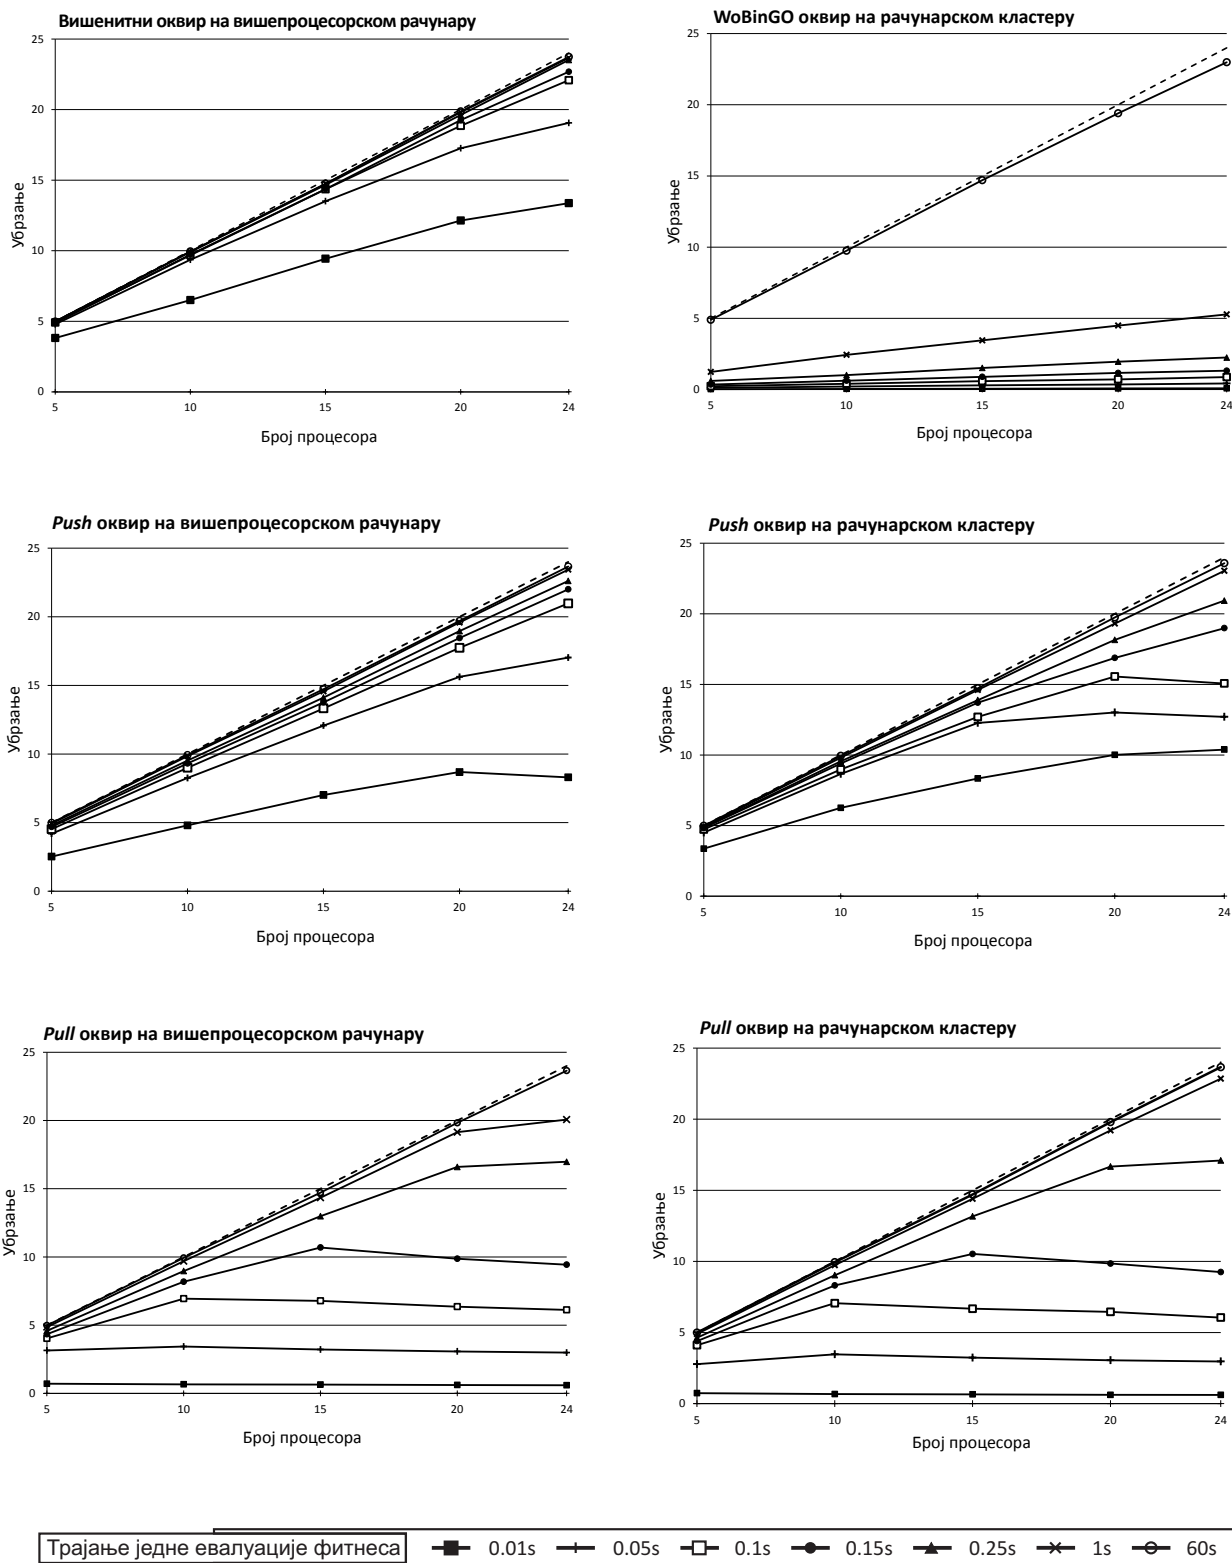 Вишенитни оквир на вишепроцесорском рачунару
25
20
15
10
5
0
5 10 15 20 24
Убрзање
Број процесора
WoBinGO оквир на рачунарском кластеру
25
20
15
10
5
0
5 10 15 20 24
Убрзање
Број процесора
Push оквир на вишепроцесорском рачунару
25
20
15
10
5
0
5 10 15 20 24
Убрзање
Број процесора
Push оквир на рачунарском кластеру
25
20
15
10
5
0
5 10 15 20 24
Убрзање
Број процесора
Pull оквир на вишепроцесорском рачунару
25
20
15
10
5
0
5 10 15 20 24
Убрзање
Број процесора
Pull оквир на рачунарском кластеру
25
20
15
10
5
0
5 10 15 20 24
Убрзање
Број процесора
Трајање једне евалуације фитнеса 0.01s 0.05s 0.1s 0.15s 0.25s 1s 60s